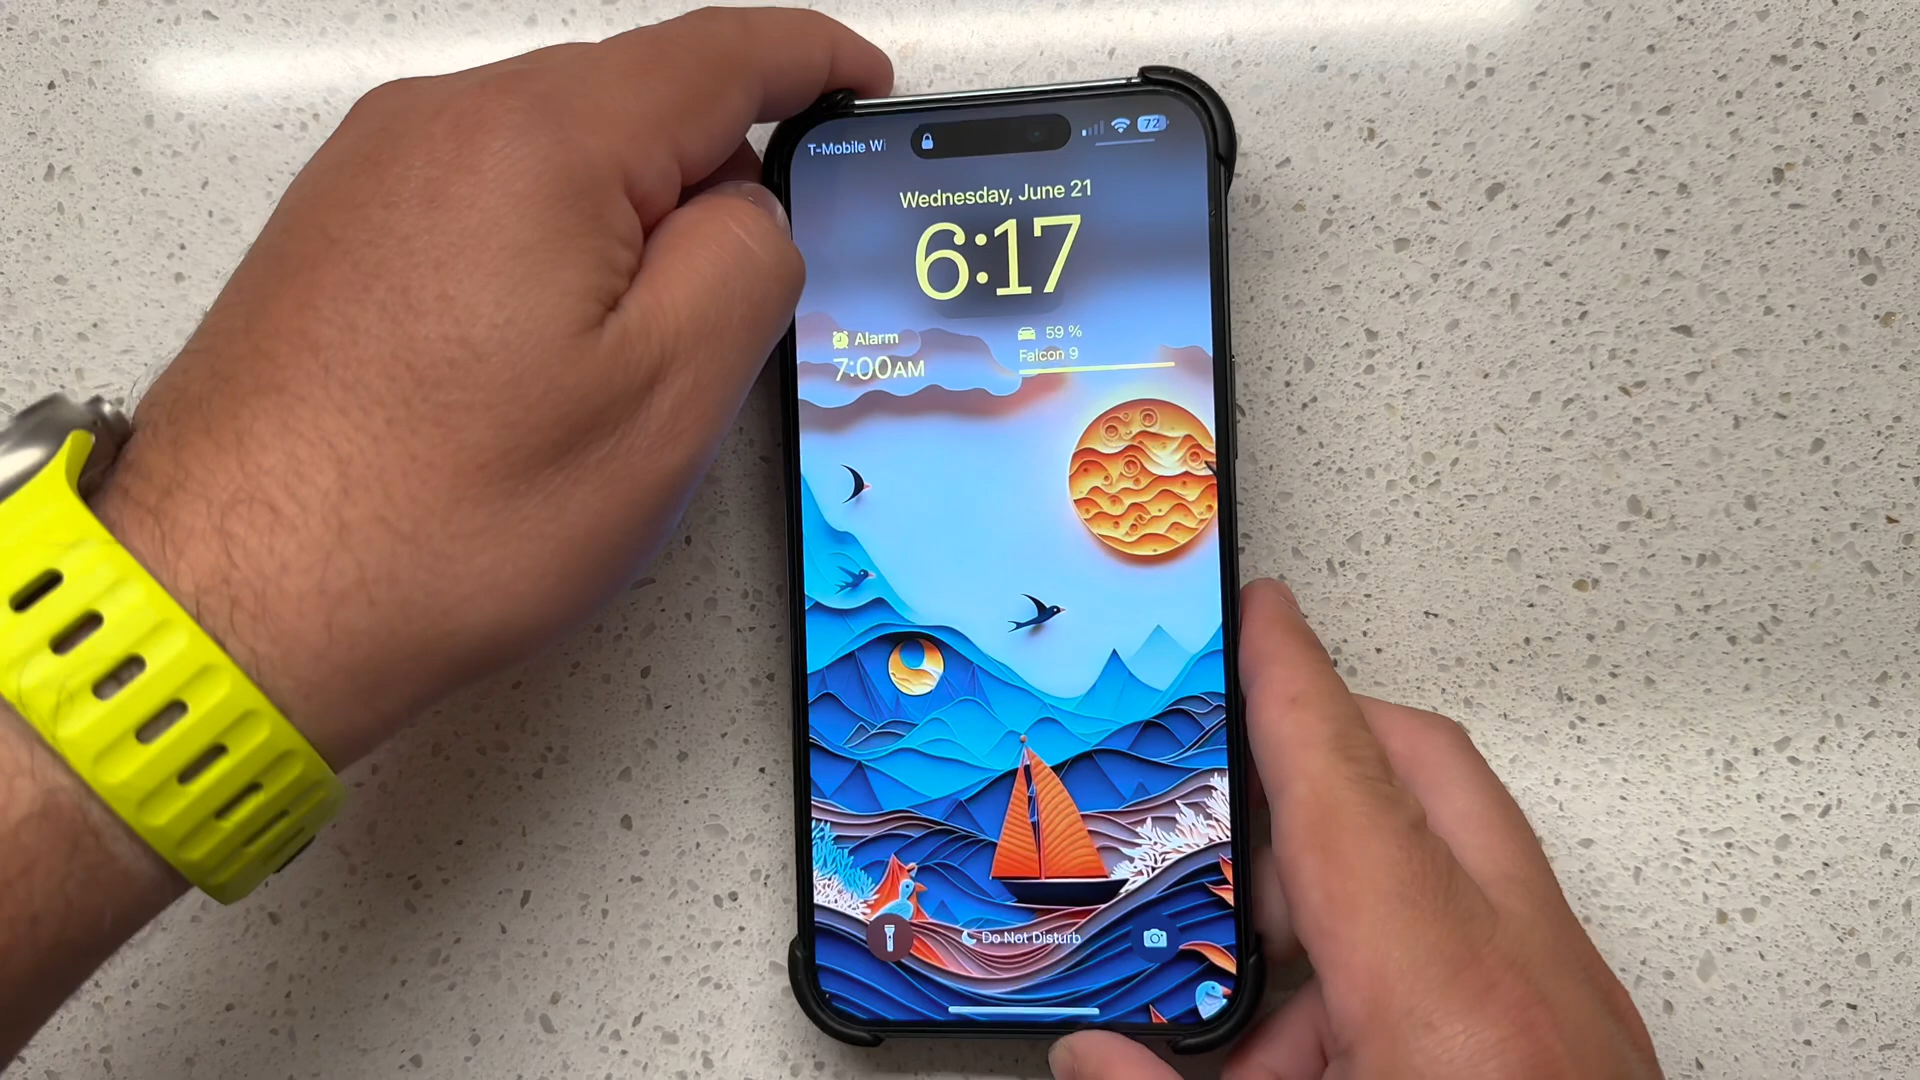 T-Mobile Wi
72
Wednesday, June 21
6:17
Alarm
7:00AM
59 %
Falcon 9
Do Not Disturb